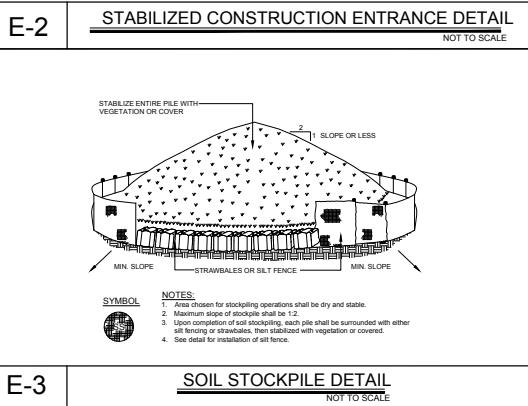 E-2
STABILIZED CONSTRUCTION ENTRANCE DETAIL
NOT TO SCALE
STABILIZE ENTIRE PILE WITH
VEGETATION OR COVER
2
1 SLOPE OR LESS
MIN. SLOPE
STRAWBALES OR SILT FENCE
MIN. SLOPE
SYMBOL
SS
NOTES:
1. Area chosen for stockpiling operations shall be dry and stable.
2. Maximum slope of stockpile shall be 1:2.
3. Upon completion of soil stockpiling, each pile shall be surrounded with either
silt fencing or strawbales, then stabilized with vegetation or covered.
4. See detail for installation of silt fence.
E-3
SOIL STOCKPILE DETAIL
NOT TO SCALE